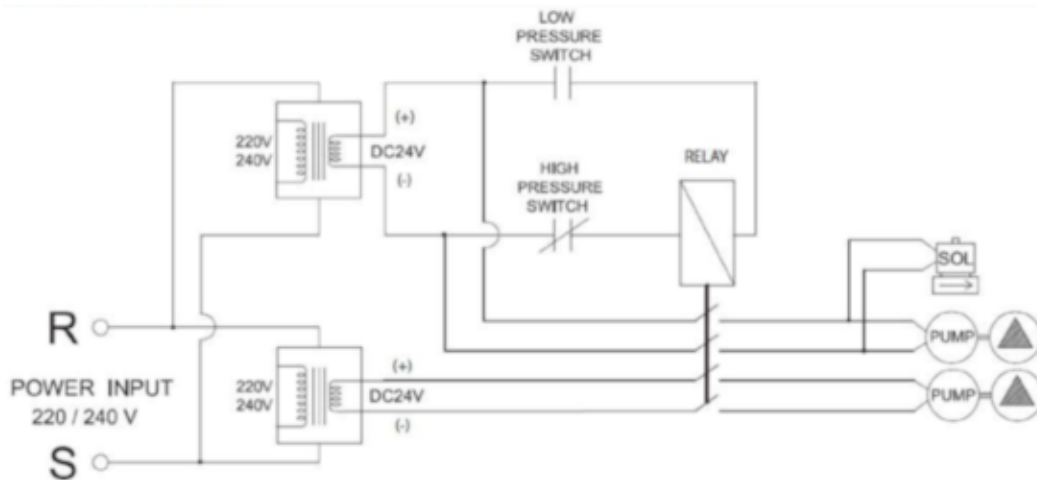 LOW
PRESSURE
SWITCH
(+)
220V
240V
DC24V
(-)
HIGH
PRESSURE
SWITCH
RELAY
SOL
R
PUMP
POWER INPUT
220 / 240 V
(+)
220V
240V
DC24V
(-)
PUMP
S